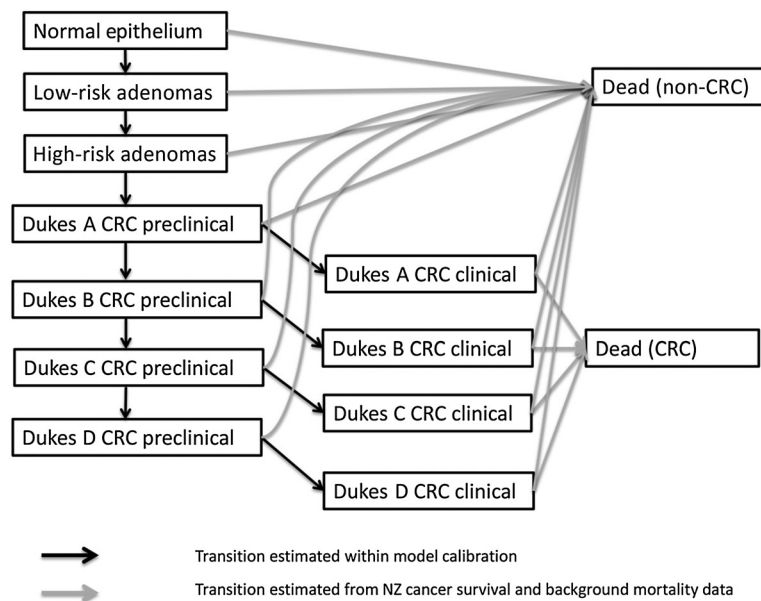 Normal epithelium
Low-risk adenomas
High-risk adenomas
Dukes A CRC preclinical
Dukes B CRC preclinical
Dukes C CRC preclinical
Dukes D CRC preclinical
Dukes A CRC clinical
Dukes B CRC clinical
Dukes C CRC clinical
Dukes D CRC clinical
Dead (non-CRC)
Dead (CRC)
Transition estimated within model calibration
Transition estimated from NZ cancer survival and background mortality data